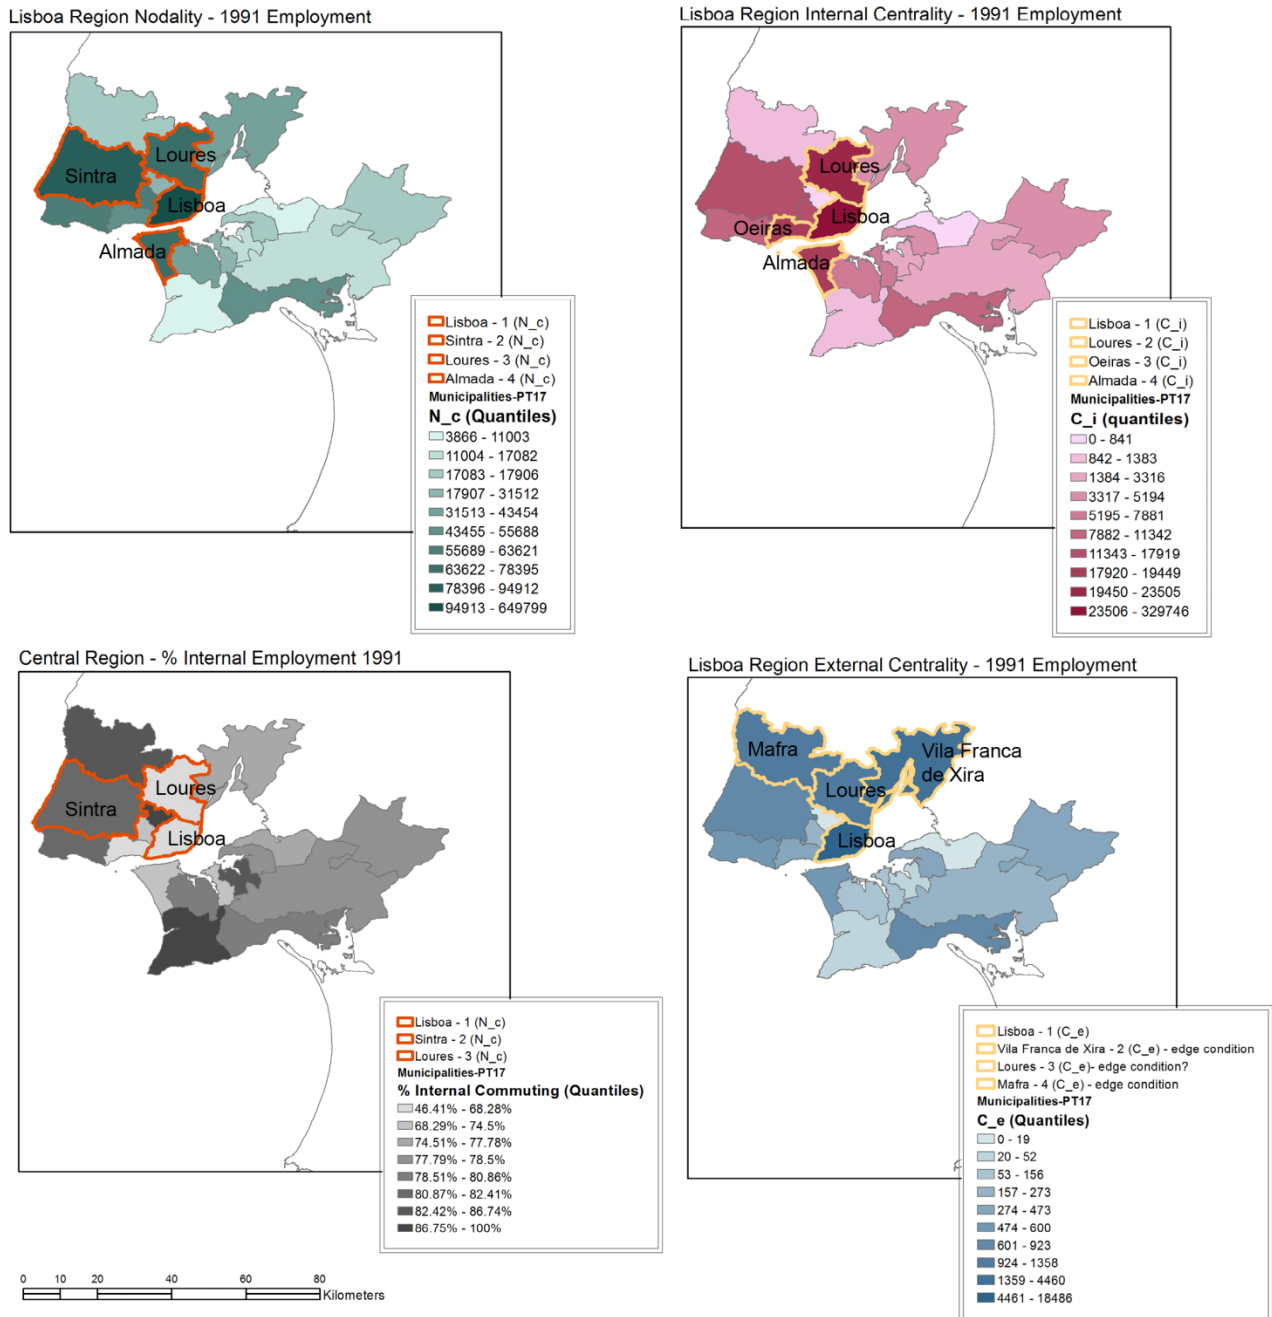 Lisboa Region Nodality - 1991 Employment
Loures
Sintra
Lisboa
Almada
Lisboa - 1 (N_c)
Sintra - 2 (N_c)
Loures - 3 (N_c)
Almada - 4 (N_c)
Municipalities-PT17
N_c (Quantiles)
3866 - 11003
11004 - 17082
17083 - 17906
17907 - 31512
31513 - 43454
43455 - 55688
55689 - 63621
63622 - 78395
78396 - 94912
94913 - 649799
Lisboa Region Internal Centrality - 1991 Employment
Loures
Lisboa
Oeiras
Almada
Lisboa - 1 (C_i)
Loures - 2 (C_i)
Oeiras - 3 (C_i)
Almada - 4 (C_i)
Municipalities-PT17
C_i (quantiles)
0 - 841
842 - 1383
1384 - 3316
3317 - 5194
5195 - 7881
7882 - 11342
11343 - 17919
17920 - 19449
19450 - 23505
23506 - 329746
Central Region - % Internal Employment 1991
Loures
Sintra
Lisboa
Lisboa - 1 (N_c)
Sintra - 2 (N_c)
Loures - 3 (N_c)
Municipalities-PT17
% Internal Commuting (Quantiles)
46.41% - 68.28%
68.29% - 74.5%
74.51% - 77.78%
77.79% - 78.5%
78.51% - 80.86%
80.87% - 82.41%
82.42% - 86.74%
86.75% - 100%
0 10 20 40 60 80
Kilometers
Lisboa Region External Centrality - 1991 Employment
Mafra
Vila Franca
de Xira
Loures
Lisboa
Lisboa - 1 (C_e)
Vila Franca de Xira - 2 (C_e) - edge condition
Loures - 3 (C_e)- edge condition?
Mafra - 4 (C_e) - edge condition
Municipalities-PT17
C_e (Quantiles)
0 - 19
20 - 52
53 - 156
157 - 273
274 - 473
474 - 600
601 - 923
924 - 1358
1359 - 4460
4461 - 18486